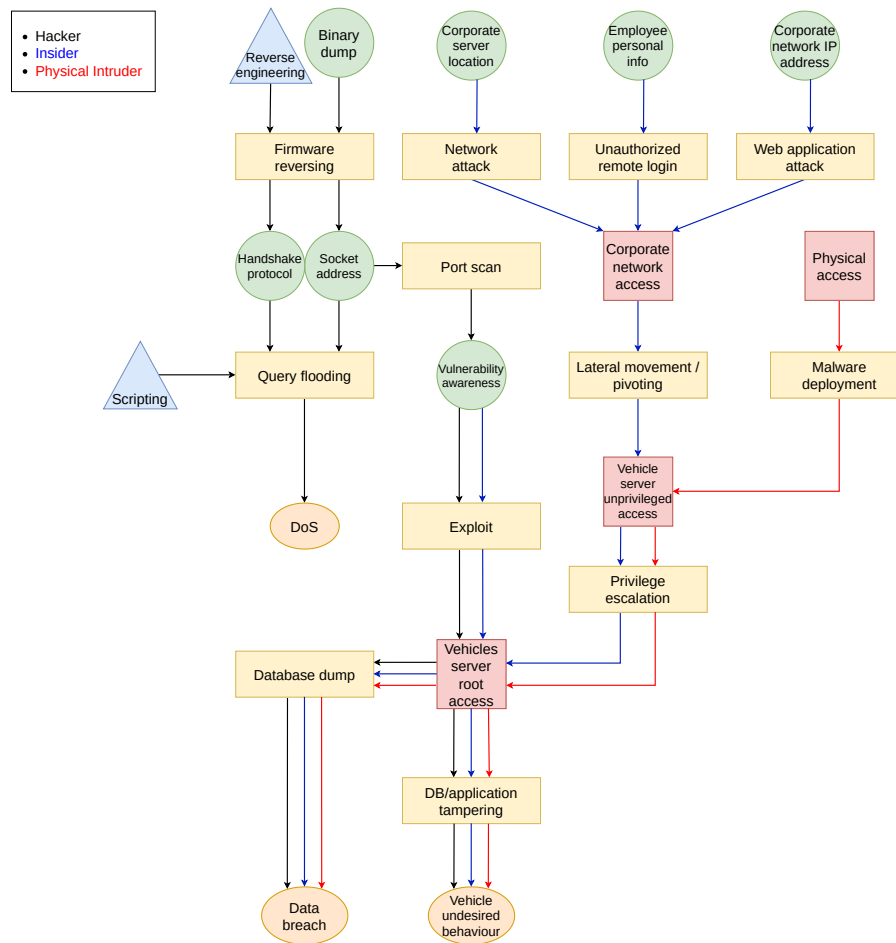 Hacker
Insider
Physical Intruder
Reverse
engineering
Binary
dump
Corporate
server
location
Employee
personal
info
Corporate
network IP
address
Firmware
reversing
Network
attack
Unauthorized
remote login
Web application
attack
Handshake
protocol
Socket
address
Port scan
Corporate
network
access
Physical
access
Scripting
Query flooding
Vulnerability
awareness
Lateral movement /
pivoting
Malware
deployment
Vehicle
server
unprivileged
access
DoS
Exploit
Privilege
escalation
Database dump
Vehicles
server
root
access
DB/application
tampering
Data
breach
Vehicle
undesired
behaviour